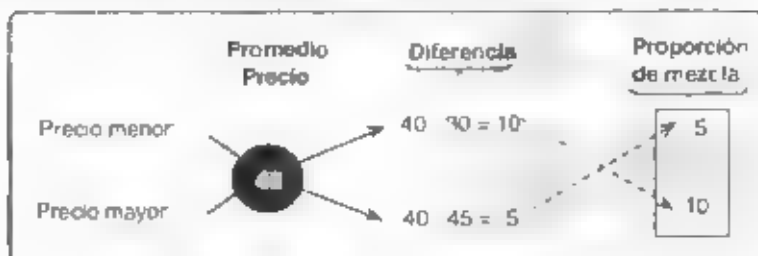 Promedio
Precio
Diferencia
Proporción
de mezcla
Precio menor
40 30 = 10
5
Precio mayor
40 45 = 5
10